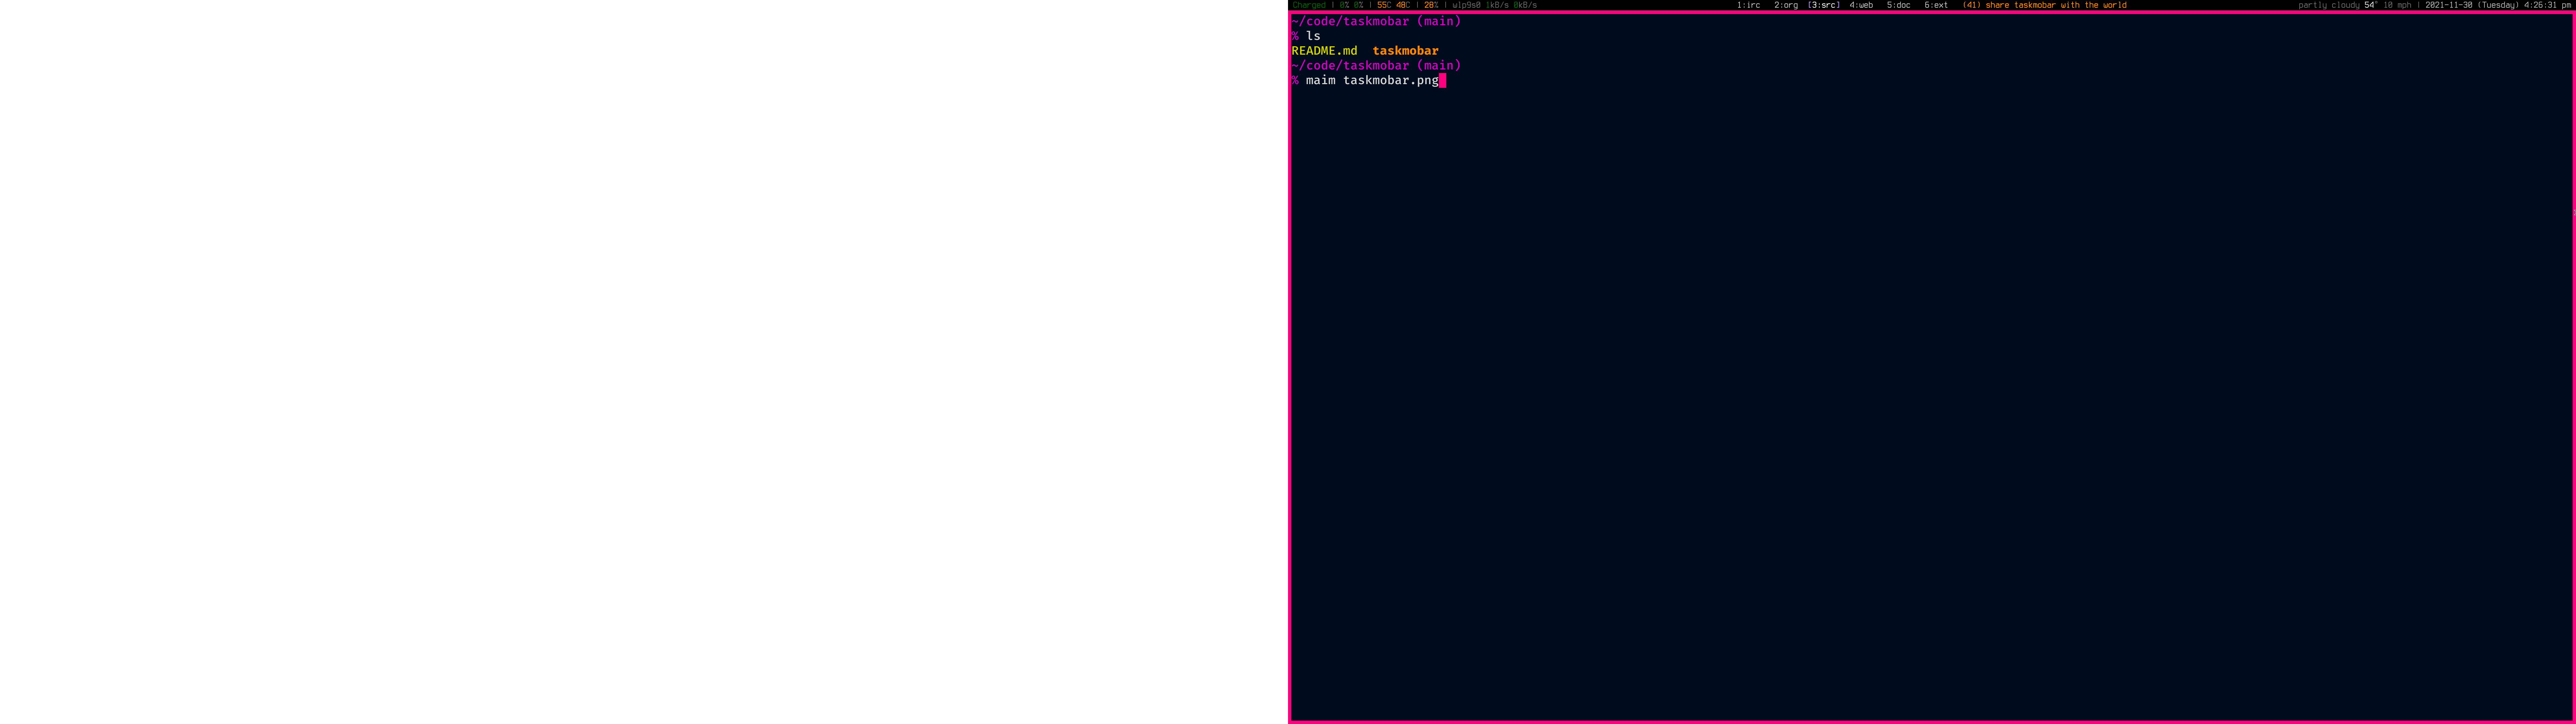 Charged | 0% 0% | 55C 48C | 28% | wlp9s0 1kB/s 0kB/s 1:irc 2:org [3:src] 4:web 5:doc 6:ext (41) share taskmobar with the world partly cloudy 54° 10 mph | 2021-11-30 (Tuesday) 4:26:31 pm
~/code/taskmobar (main)
% ls
README.md taskmobar
~/code/taskmobar (main)
% maim taskmobar.png